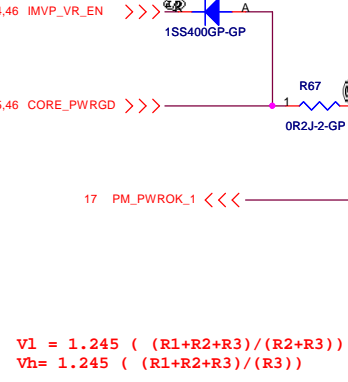 ,46 IMVP_VR_EN
A
1SS400GP-GP
R67
,46 CORE_PWRGD
1
0R2J-2-GP
17 PM_PWROK_1
Vl = 1.245 ( (R1+R2+R3)/(R2+R3))
Vh= 1.245 ( (R1+R2+R3)/(R3))